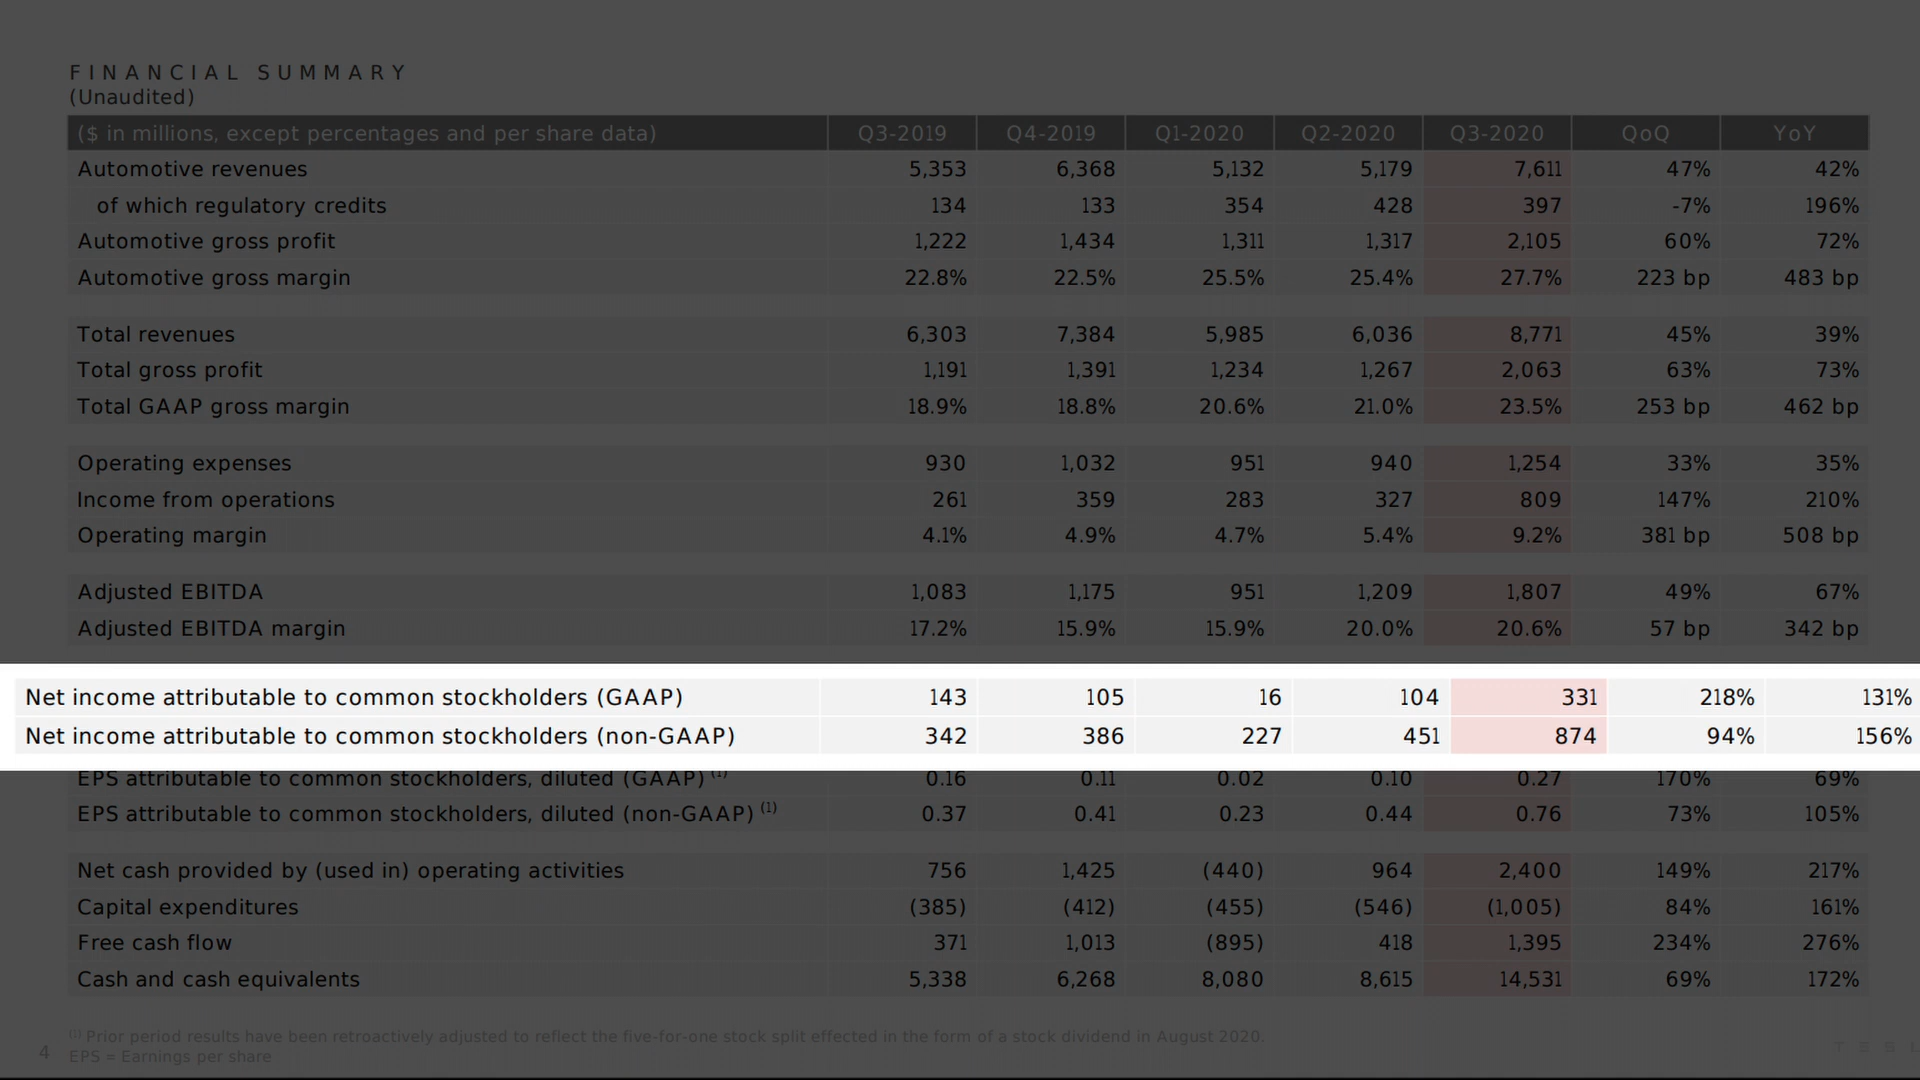 FINANCIAL SUMMARY
(Unaudited)
($ in millions, except percentages and per share data) Q3-2019 Q4-2019 Q1-2020 Q2-2020 Q3-2020 QoQ YoY
Automotive revenues 5,353 6,368 5,132 5,179 7,611 47% 42%
of which regulatory credits 134 133 354 428 397 -7% 196%
Automotive gross profit 1,222 1,434 1,311 1,317 2,105 60% 72%
Automotive gross margin 22.8% 22.5% 25.5% 25.4% 27.7% 223 bp 483 bp
Total revenues 6,303 7,384 5,985 6,036 8,771 45% 39%
Total gross profit 1,191 1,391 1,234 1,267 2,063 63% 73%
Total GAAP gross margin 18.9% 18.8% 20.6% 21.0% 23.5% 253 bp 462 bp
Operating expenses 930 1,032 951 940 1,254 33% 35%
Income from operations 261 359 283 327 809 147% 210%
Operating margin 4.1% 4.9% 4.7% 5.4% 9.2% 381 bp 508 bp
Adjusted EBITDA 1,083 1,175 951 1,209 1,807 49% 67%
Adjusted EBITDA margin 17.2% 15.9% 15.9% 20.0% 20.6% 57 bp 342 bp
Net income attributable to common stockholders (GAAP) 143 105 16 104 331 218% 131%
Net income attributable to common stockholders (non-GAAP) 342 386 227 451 874 94% 156%
EPS attributable to common stockholders, diluted (GAAP) (1) 0.16 0.11 0.02 0.10 0.27 170% 69%
EPS attributable to common stockholders, diluted (non-GAAP) (1) 0.37 0.41 0.23 0.44 0.76 73% 105%
Net cash provided by (used in) operating activities 756 1,425 (440) 964 2,400 149% 217%
Capital expenditures (385) (412) (455) (546) (1,005) 84% 161%
Free cash flow 371 1,013 (895) 418 1,395 234% 276%
Cash and cash equivalents 5,338 6,268 8,080 8,615 14,531 69% 172%
(1) Prior period results have been retroactively adjusted to reflect the five-for-one stock split effected in the form of a stock dividend in August 2020.
EPS = Earnings per share
4